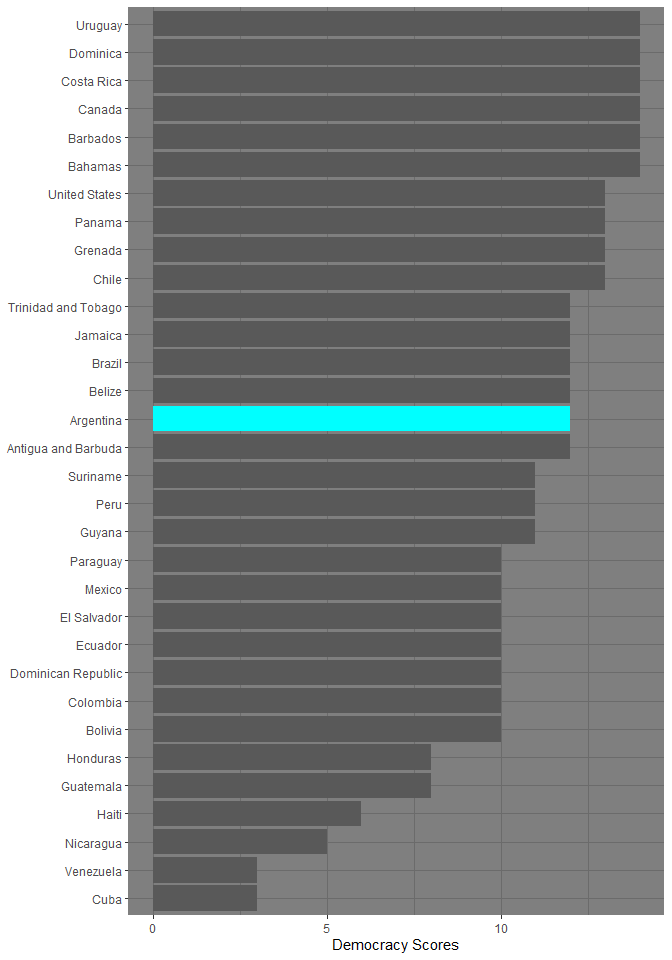 Uruguay
Dominica
Costa Rica
Canada
Barbados
Bahamas
United States
Panama
Grenada
Chile
Trinidad and Tobago
Jamaica
Brazil
Belize
Argentina
Antigua and Barbuda
Suriname
Peru
Guyana
Paraguay
Mexico
El Salvador
Ecuador
Dominican Republic
Colombia
Bolivia
Honduras
Guatemala
Haiti
Nicaragua
Venezuela
Cuba
0 5 10
Democracy Scores